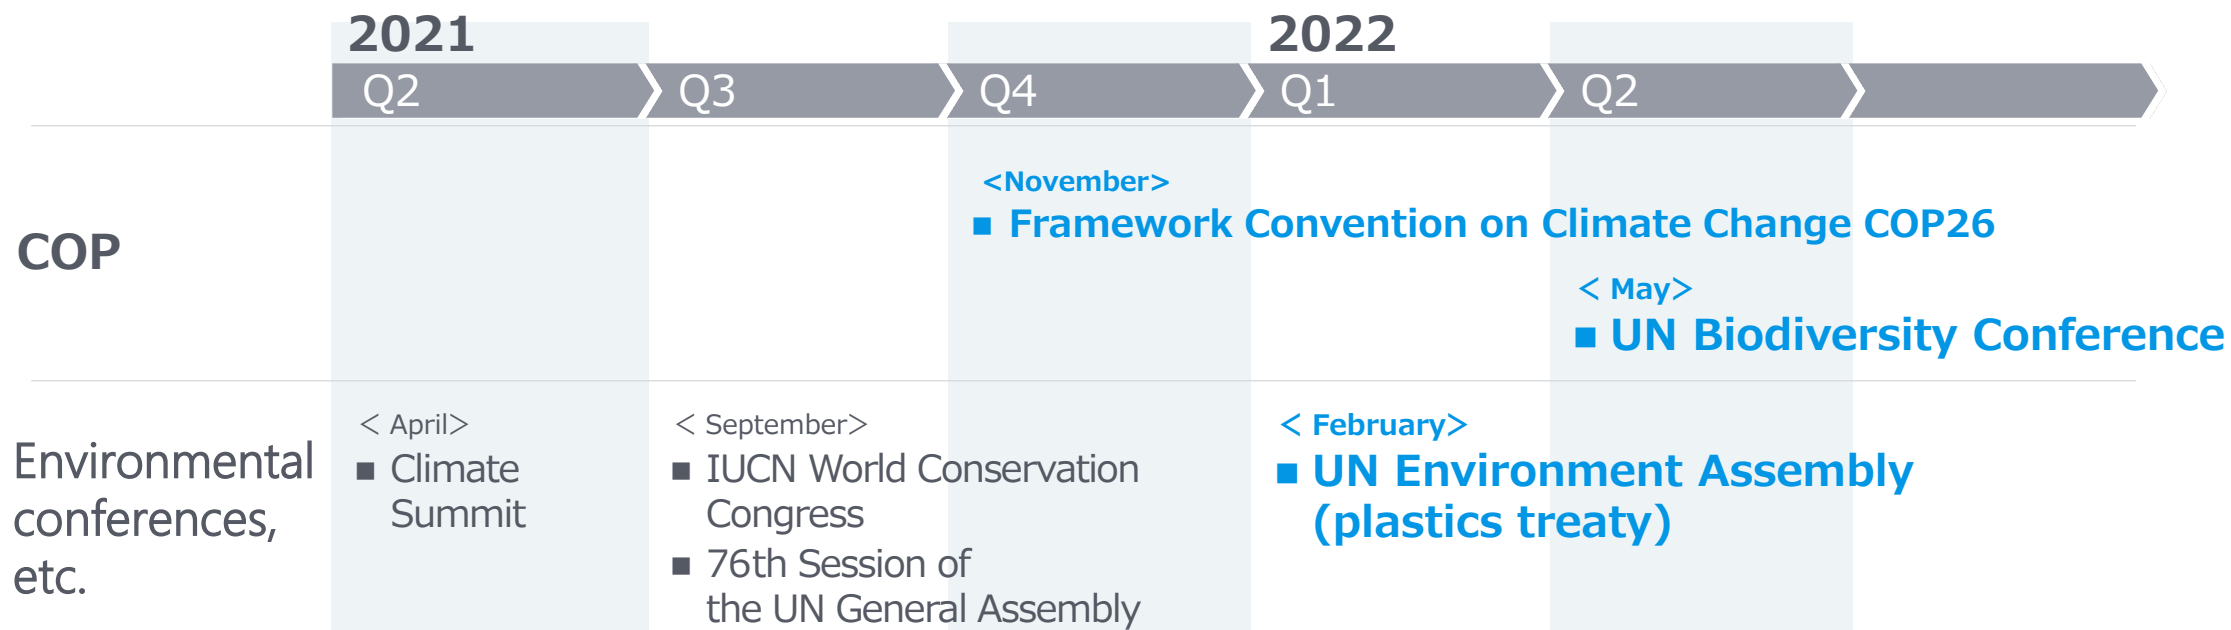 2021
2022
Q2
Q3
Q4
Q1
Q2
COP
<November>
■ Framework Convention on Climate Change COP26
＜ May＞
■ UN Biodiversity Conference
Environmental
conferences,
etc.
＜ April＞
■ Climate
Summit
＜ September＞
■ IUCN World Conservation
Congress
■ 76th Session of
the UN General Assembly
＜ February＞
■ UN Environment Assembly
(plastics treaty)